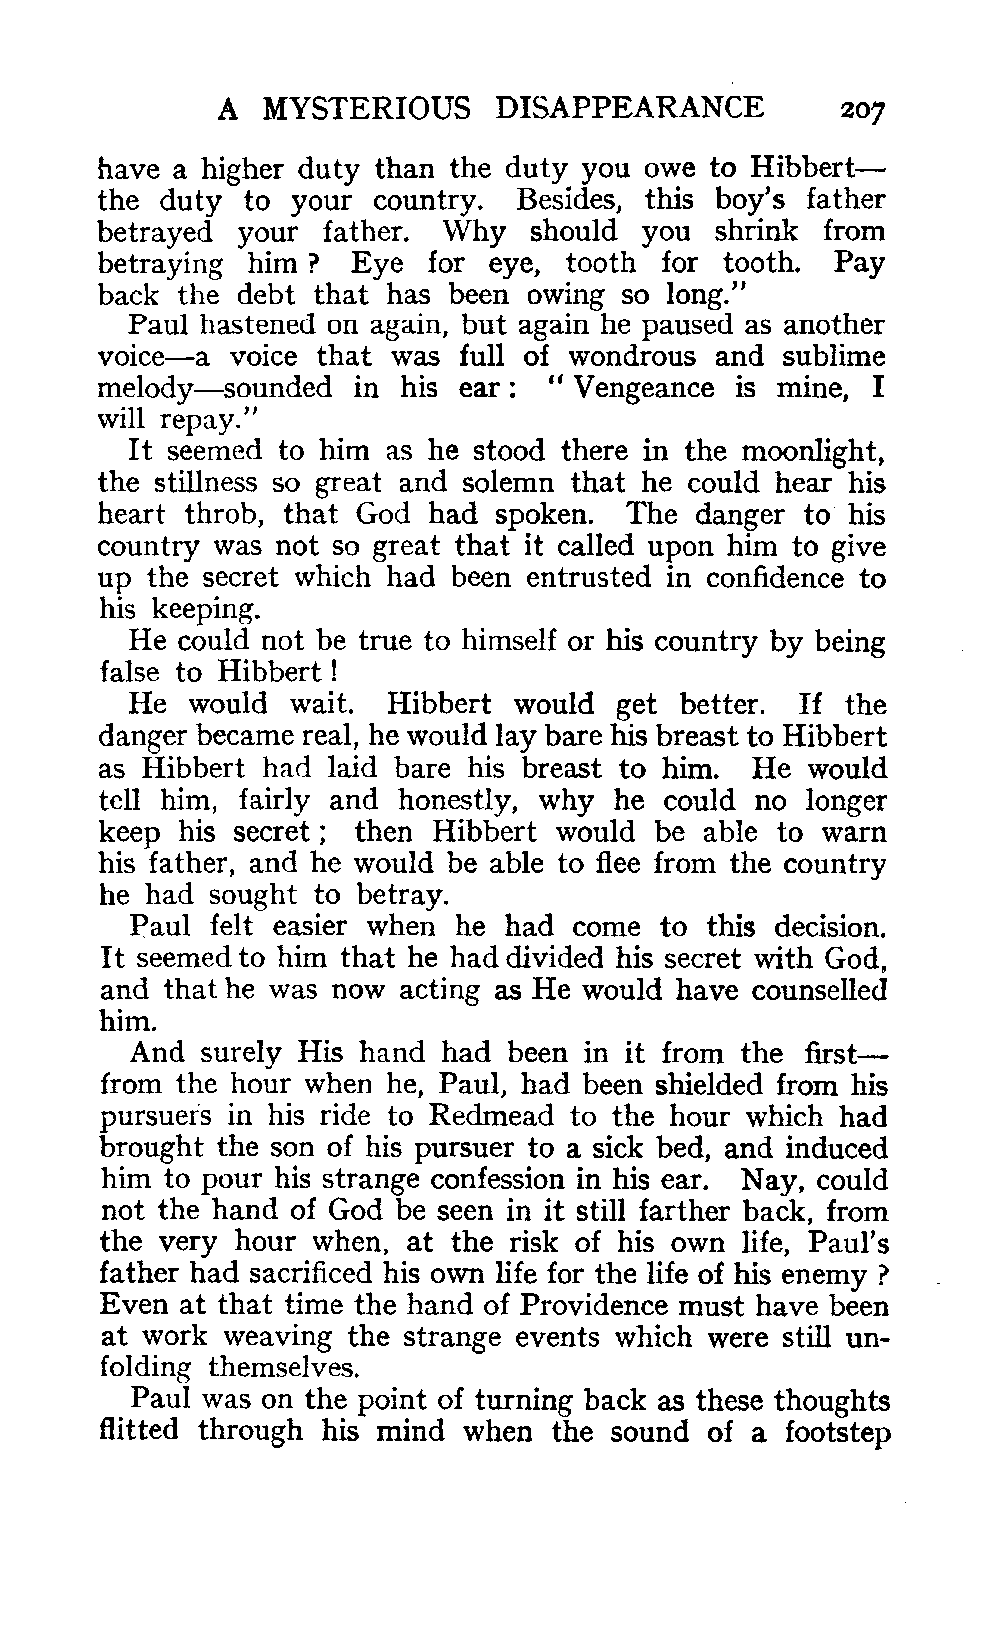 A MYSTERIOUS DISAPPEARANCE 207
have a higher duty than the duty you owe to Hibbert—
the duty to your country. Besides, this boy's father
betrayed your father. Why should you shrink from
betraying him ? Eye for eye, tooth for tooth. Pay
back the debt that has been owing so long."
Paul hastened on again, but again he paused as another
voice—a voice that was full of wondrous and sublime
melody—sounded in his ear : " Vengeance is mine, I
will repay."
It seemed to him as he stood there in the moonlight,
the stillness so great and solemn that he could hear his
heart throb, that God had spoken. The danger to his
country was not so great that it called upon him to give
up the secret which had been entrusted in confidence to
his keeping.
He could not be true to himself or his country by being
false to Hibbert !
He would wait. Hibbert would get better. If the
danger became real, he would lay bare his breast to Hibbert
as Hibbert had laid bare his breast to him. He would
tell him, fairly and honestly, why he could no longer
keep his secret ; then Hibbert would be able to warn
his father, and he would be able to flee from the country
he had sought to betray.
Paul felt easier when he had come to this decision.
It seemed to him that he had divided his secret with God,
and that he was now acting as He would have counselled
him.
And surely His hand had been in it from the first—
from the hour when he, Paul, had been shielded from his
pursuers in his ride to Redmead to the hour which had
brought the son of his pursuer to a sick bed, and induced
him to pour his strange confession in his ear. Nay, could
not the hand of God be seen in it still farther back, from
the very hour when, at the risk of his own life, Paul's
father had sacrificed his own life for the life of his enemy ?
Even at that time the hand of Providence must have been
at work weaving the strange events which were still un-
folding themselves.
Paul was on the point of turning back as these thoughts
flitted through his mind when the sound of a footstep